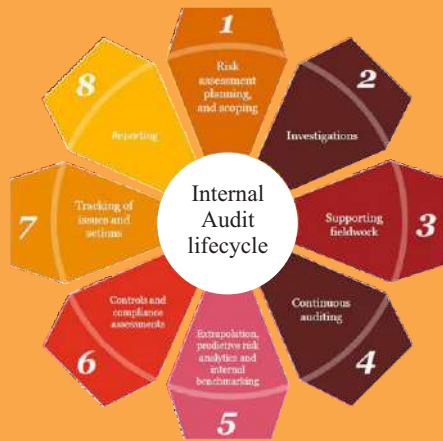 1
Risk
assessment
planning,
and scoping
2
Investigations
Supporting
fieldwork
3
Continuous
auditing
4
Extrapolation,
predictive risk
analytics and
internal
benchmarking
5
Controls and
compliance
assessments
6
Tracking of
issues and
actions
7
Reporting
8
Internal
Audit
lifecycle